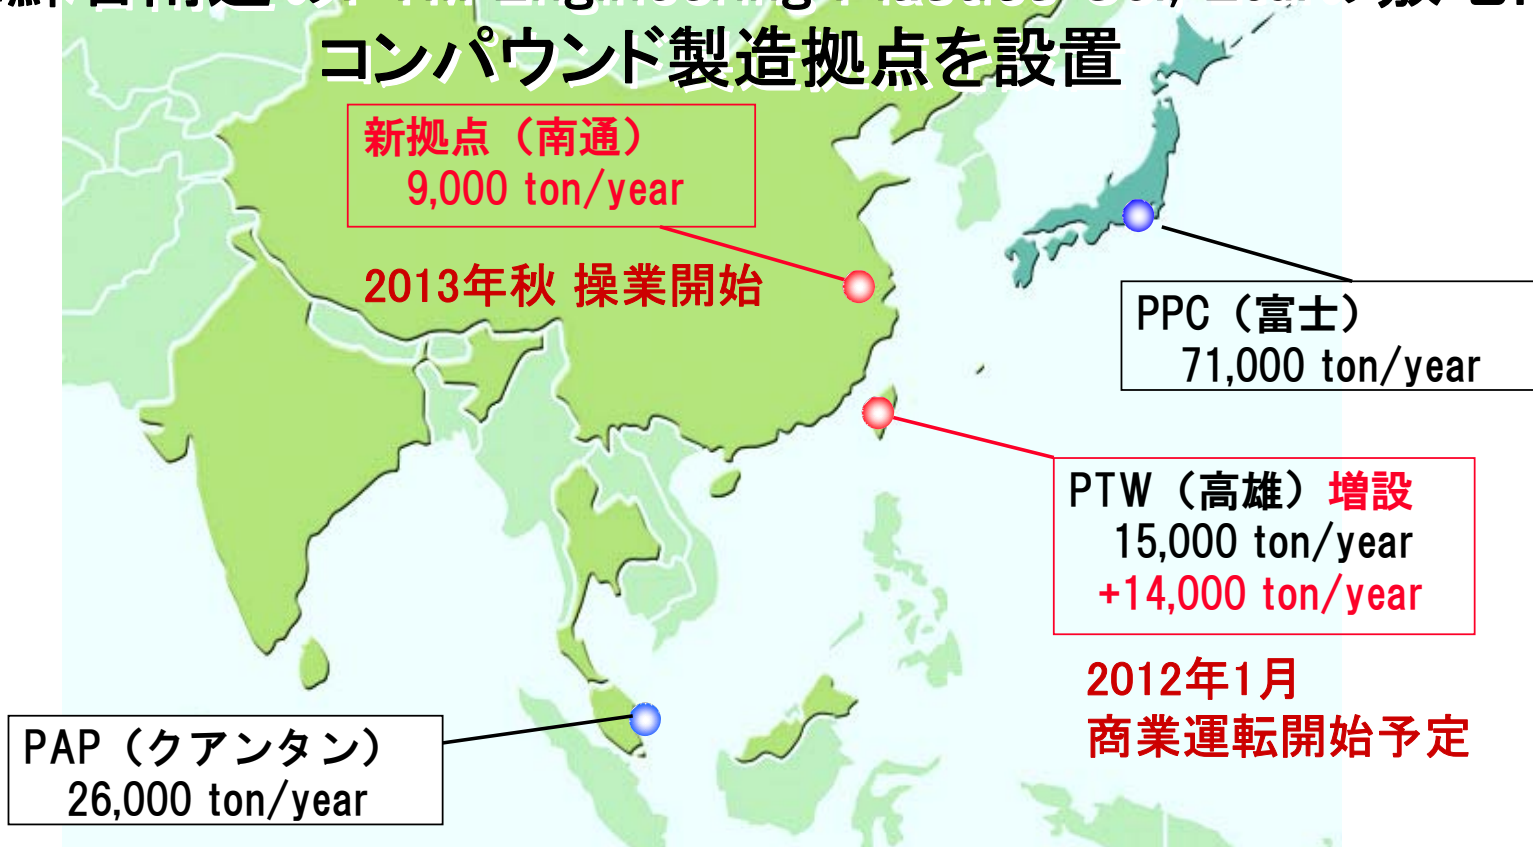 コンパウンド製造拠点を設置
新拠点（南通）
9,000 ton/year
2013年秋 操業開始
PPC（富士）
71,000 ton/year
PTW（高雄）増設
15,000 ton/year
+14,000 ton/year
2012年1月
商業運転開始予定
PAP（クアンタン）
26,000 ton/year